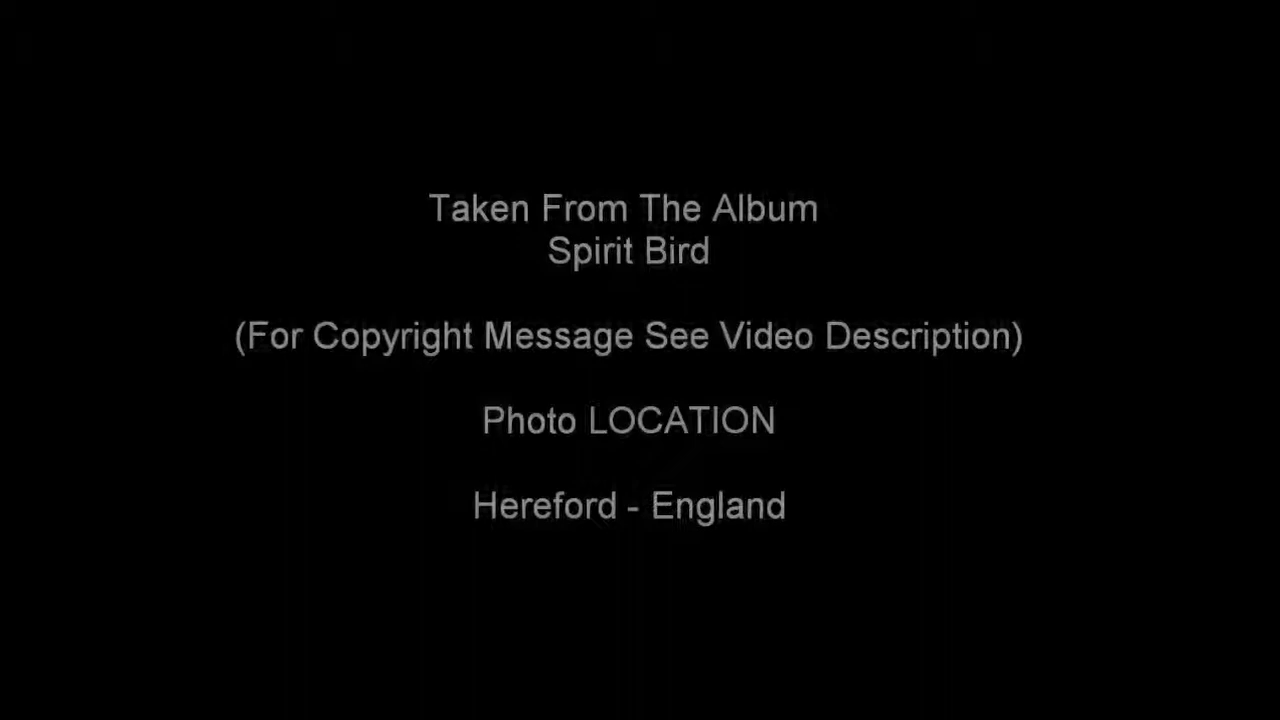 Taken From The Album
Spirit Bird
(For Copyright Message See Video Description)
Photo LOCATION
Hereford - England